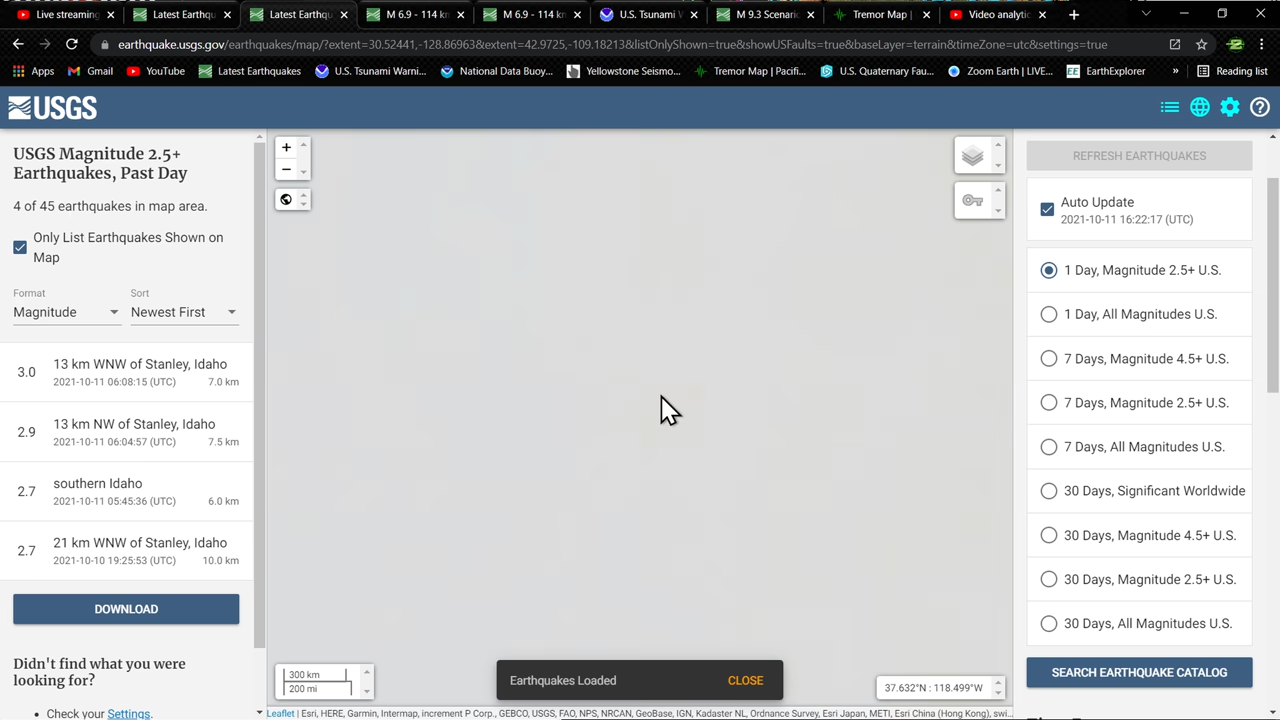 Live streaming
Latest Earthqu
Latest Earthqu
M 6.9 - 114 km
M 6.9 - 114 km
U.S. Tsunami W
M 9.3 Scenario
Tremor Map |
Video analytic
earthquake.usgs.gov/earthquakes/map/?extent=30.52441,-128.86963&extent=42.9725,-109.18213&listOnlyShown=true&showUSFaults=true&baseLayer=terrain&timeZone=utc&settings=true
Apps
Gmail
YouTube
Latest Earthquakes
U.S. Tsunami Warni...
National Data Buoy...
Yellowstone Seismo...
Tremor Map | Pacifi...
U.S. Quaternary Fau...
Zoom Earth | LIVE...
EarthExplorer
»
Reading list
USGS
USGS Magnitude 2.5+
Earthquakes, Past Day
4 of 45 earthquakes in map area.
Only List Earthquakes Shown on
Map
Format
Sort
Magnitude
Newest First
3.0
13 km WNW of Stanley, Idaho
2021-10-11 06:08:15 (UTC)
7.0 km
2.9
13 km NW of Stanley, Idaho
2021-10-11 06:04:57 (UTC)
7.5 km
2.7
southern Idaho
2021-10-11 05:45:36 (UTC)
6.0 km
2.7
21 km WNW of Stanley, Idaho
2021-10-10 19:25:53 (UTC)
10.0 km
DOWNLOAD
Didn't find what you were
looking for?
• Check your Settings.
+
−
300 km
200 mi
Earthquakes Loaded
CLOSE
37.632°N : 118.499°W
Leaflet | Esri, HERE, Garmin, Intermap, increment P Corp., GEBCO, USGS, FAO, NPS, NRCAN, GeoBase, IGN, Kadaster NL, Ordnance Survey, Esri Japan, METI, Esri China (Hong Kong), swi...
REFRESH EARTHQUAKES
Auto Update
2021-10-11 16:22:17 (UTC)
1 Day, Magnitude 2.5+ U.S.
1 Day, All Magnitudes U.S.
7 Days, Magnitude 4.5+ U.S.
7 Days, Magnitude 2.5+ U.S.
7 Days, All Magnitudes U.S.
30 Days, Significant Worldwide
30 Days, Magnitude 4.5+ U.S.
30 Days, Magnitude 2.5+ U.S.
30 Days, All Magnitudes U.S.
SEARCH EARTHQUAKE CATALOG